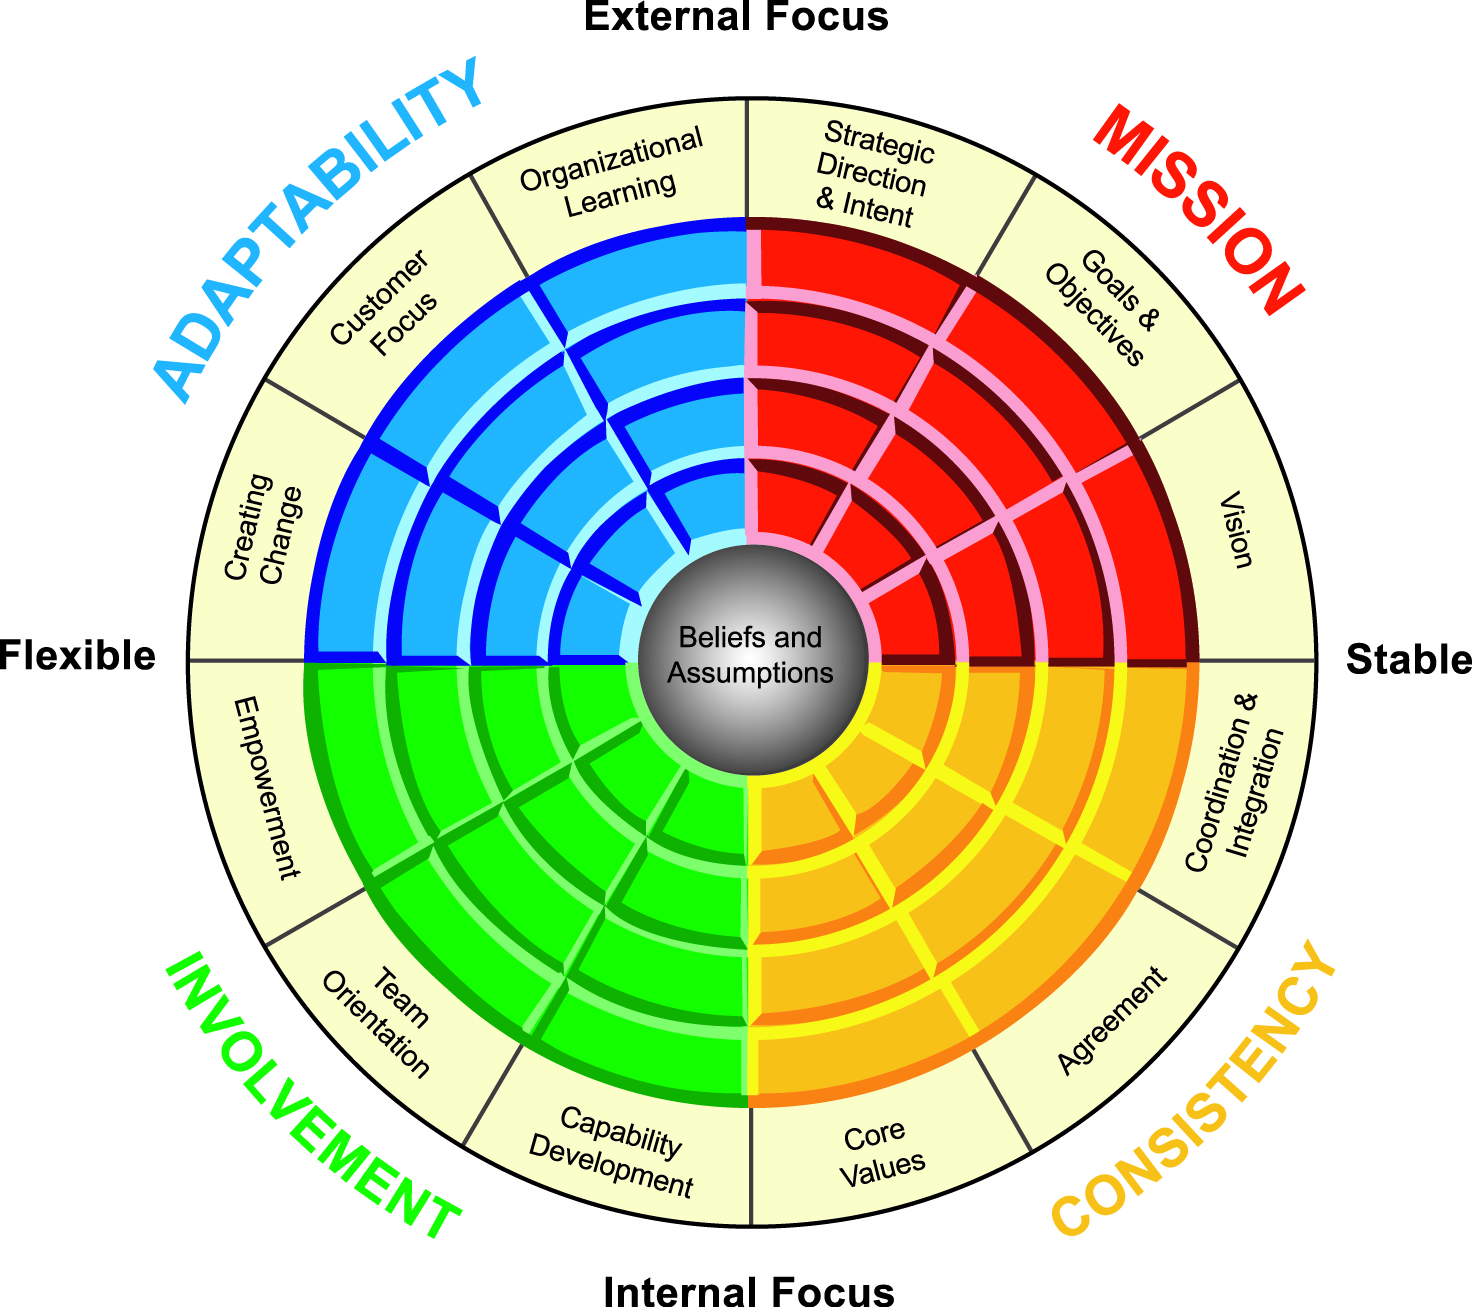 External Focus
ADAPTABILITY
MISSION
Organizational
Learning
Strategic
Direction
& Intent
Customer
Focus
Goals &
Objectives
Creating
Change
Vision
Flexible
Beliefs and
Assumptions
Stable
Empowerment
Coordination &
Integration
Team
Orientation
Agreement
Capability
Development
Core
Values
INVOLVEMENT
CONSISTENCY
Internal Focus